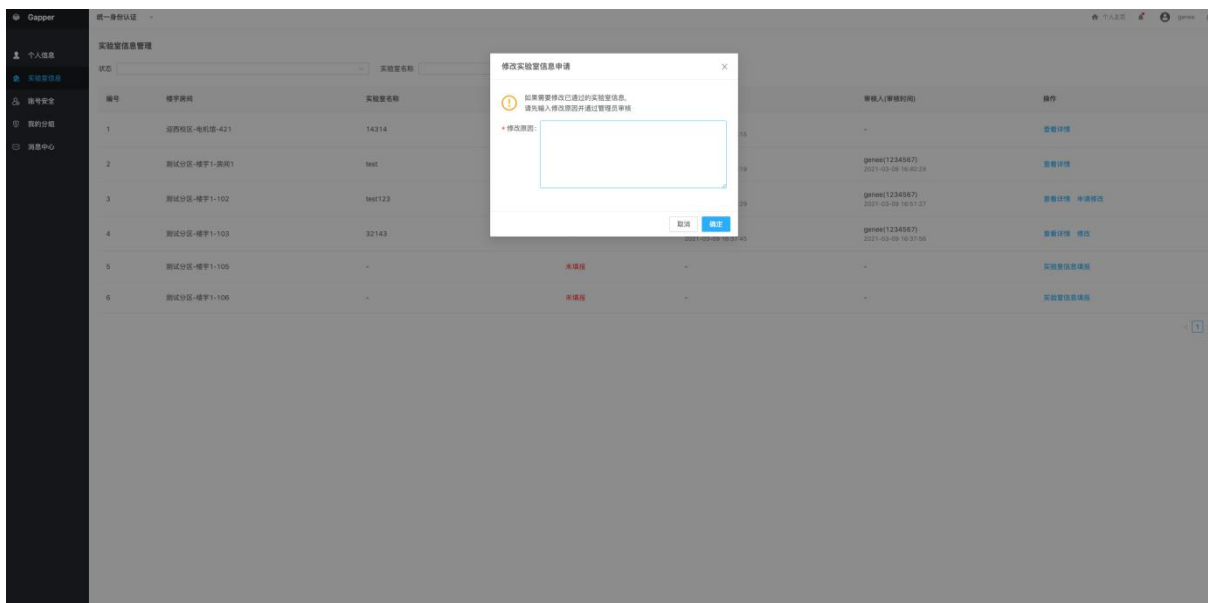 Gapper
统一身份认证
个人主页
genee
个人信息
实验室信息
账号安全
我的分组
消息中心
实验室信息管理
状态
实验室名称
修改实验室信息申请
如果需要修改已通过的实验室信息,
请先输入修改原因并通过管理员审核
* 修改原因:
取消
确定
编号 楼宇房间 实验室名称 审核人(审核时间) 操作
1 迎西校区-电机馆-421 14314 - 查看详情
2 测试分区-楼宇1-房间1 test genee(1234567) 查看详情
3 测试分区-楼宇1-102 test123 genee(1234567) 查看详情 申请修改
2021-03-09 16:51:37
4 测试分区-楼宇1-103 32143 genee(1234567) 查看详情 修改
2021-03-09 16:37:45 2021-03-09 16:37:56
5 测试分区-楼宇1-105 - 未填报 - - 实验室信息填报
6 测试分区-楼宇1-106 - 未填报 - - 实验室信息填报
1